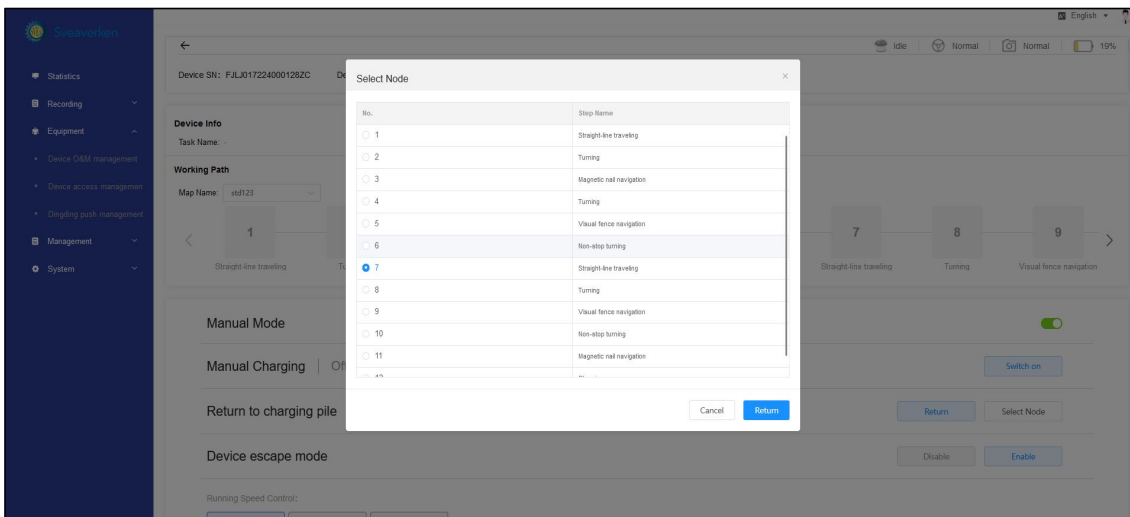 English
Sveaverken
Idle Normal Normal 19%
Statistics
Recording
Equipment
Device O&M management
Device access managemen
Dingding push management
Management
System
Device SN: FJLJ017224000128ZC De
Device Info
Task Name: -
Working Path
Map Name: std123
1
Straight-line traveling
Tu
7
Straight-line traveling
8
Turning
9
Visual fence navigation
Select Node
No. Step Name
1 Straight-line traveling
2 Turning
3 Magnetic nail navigation
4 Turning
5 Visual fence navigation
6 Non-stop turning
7 Straight-line traveling
8 Turning
9 Visual fence navigation
10 Non-stop turning
11 Magnetic nail navigation
Cancel Return
Manual Mode
Manual Charging Off
Switch on
Return to charging pile
Return Select Node
Device escape mode
Disable Enable
Running Speed Control: